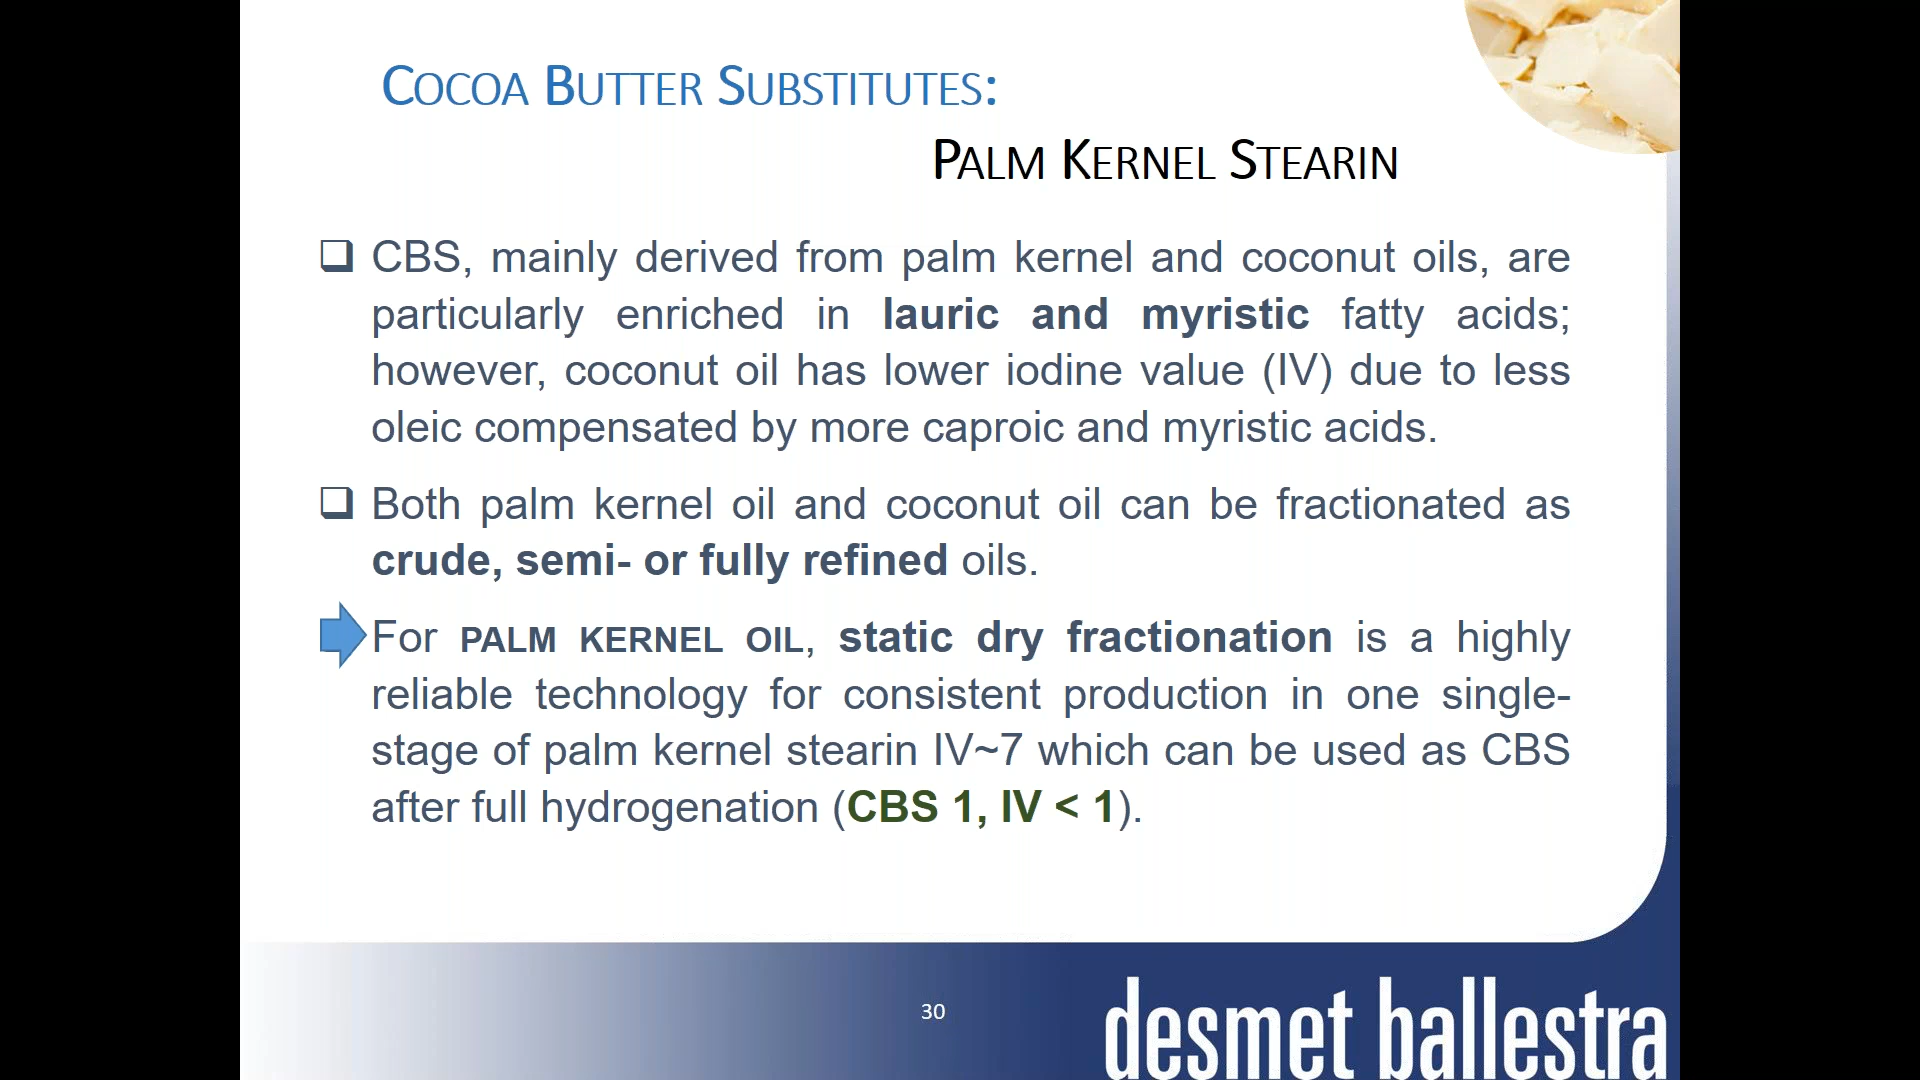 COCOA BUTTER SUBSTITUTES:
PALM KERNEL STEARIN
CBS, mainly derived from palm kernel and coconut oils, are
particularly enriched in lauric and myristic fatty acids;
however, coconut oil has lower iodine value (IV) due to less
oleic compensated by more caproic and myristic acids.
Both palm kernel oil and coconut oil can be fractionated as
crude, semi- or fully refined oils.
For PALM KERNEL OIL, static dry fractionation is a highly
reliable technology for consistent production in one single-
stage of palm kernel stearin IV~7 which can be used as CBS
after full hydrogenation (CBS 1, IV < 1).
30
desmet ballestra